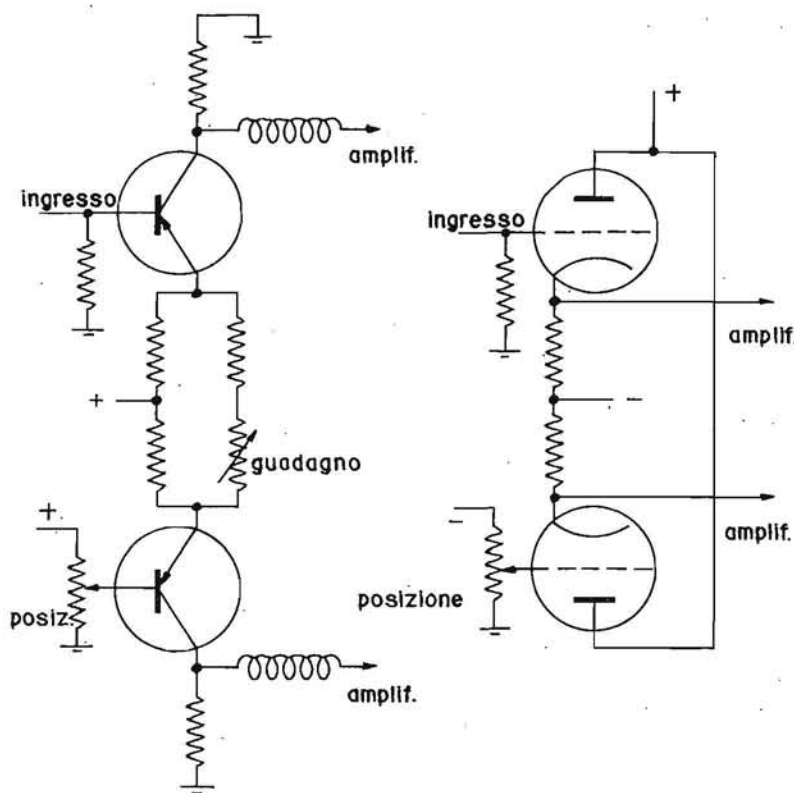 amplif.
ingresso
+
guadagno
+
posiz.
amplif.
+
ingresso
amplif.
-
amplif.
-
posizione